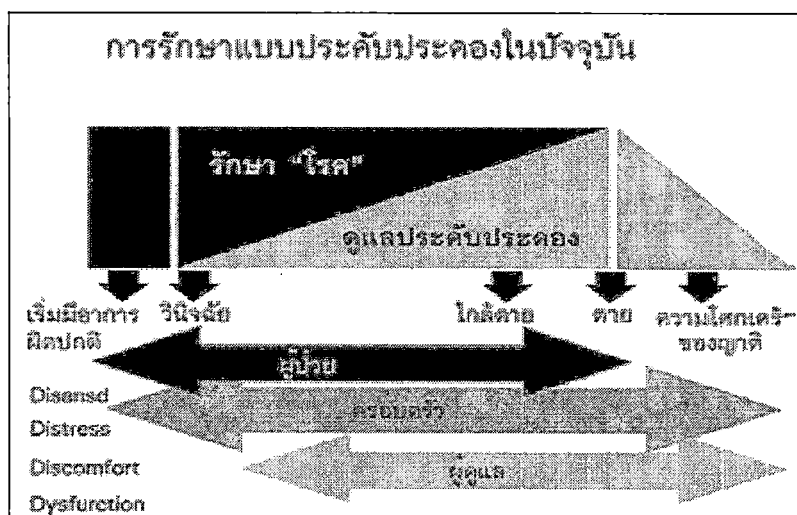 การรักษาแบบประคับประคองในปัจจุบัน
รักษา "โรค"
ดูแลประคับประคอง
เริ่มมีอาการ
ผิดปกติ
วินิจฉัย
ใกล้ตาย
ตาย
ความโศกเศร้า
ของญาติ
ผู้ป่วย
ครอบครัว
ผู้ดูแล
Disansd
Distress
Discomfort
Dysfurction